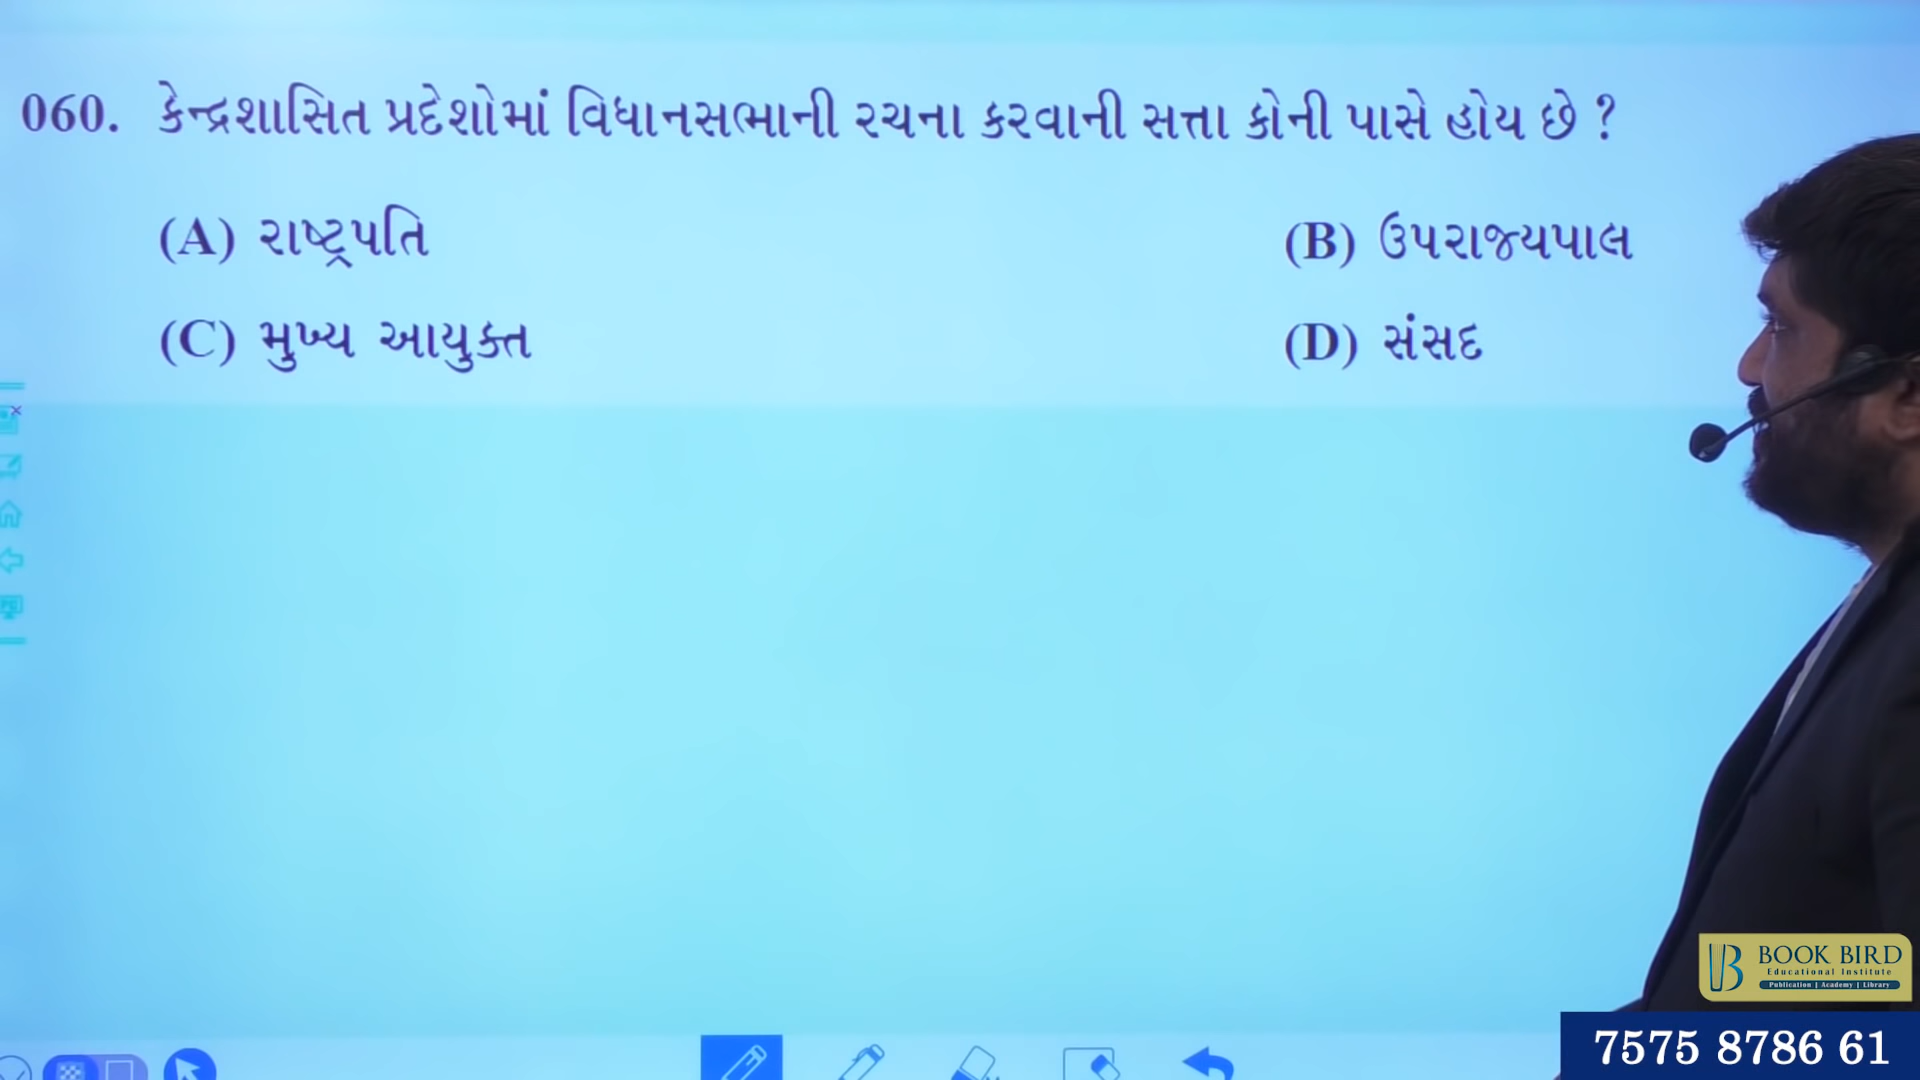 060. કેન્દ્રશાસિત પ્રદેશોમાં વિધાનસભાની રચના કરવાની સત્તા કોની પાસે હોય છે ?
(A) રાષ્ટ્રપતિ
(B) ઉપરાજ્યપાલ
(C) મુખ્ય આયુક્ત
(D) સંસદ
BOOK BIRD
Educational Institute
Publication | Academy | Library
7575 8786 61